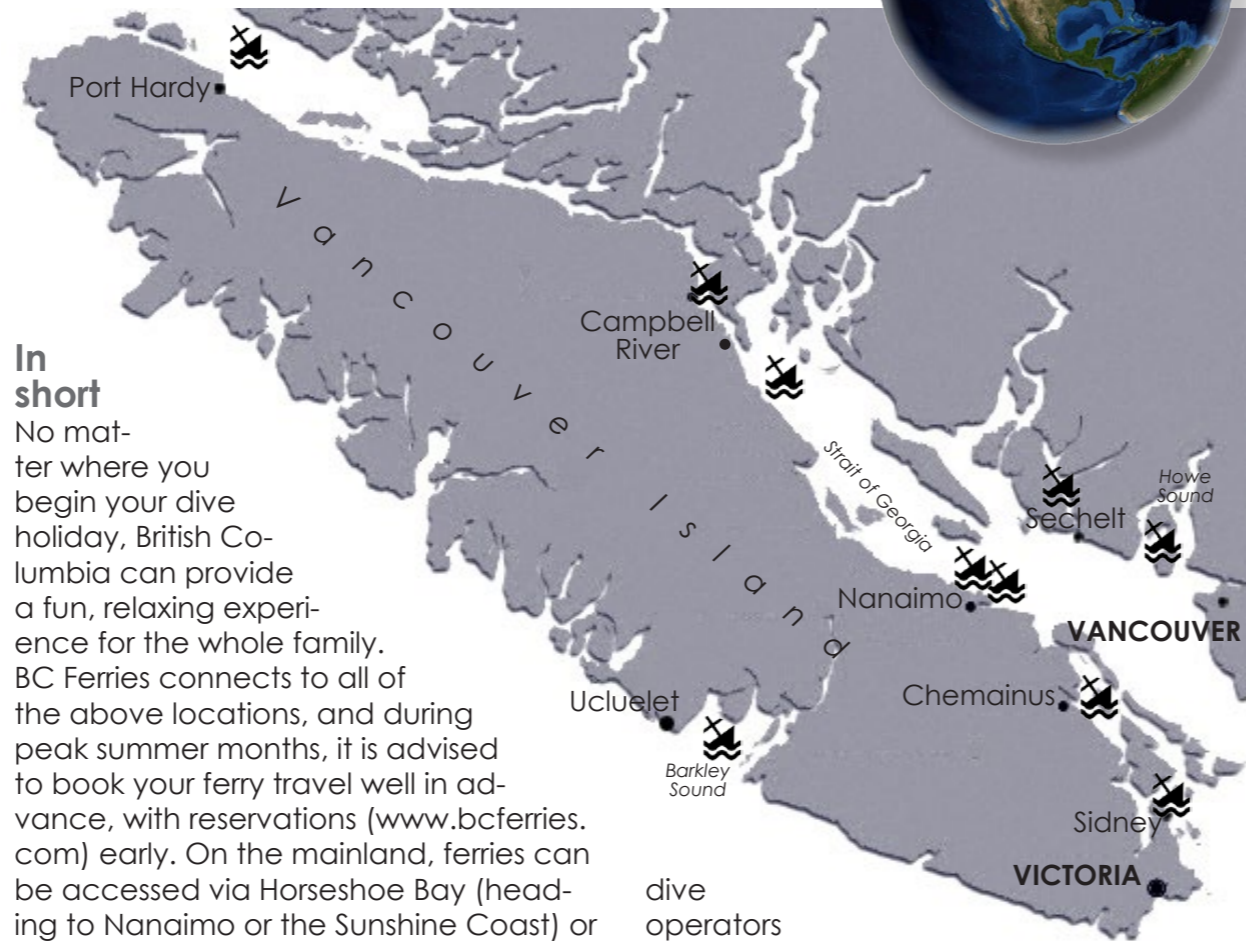 Port Hardy
Vancouver Island
Campbell
River
Strait of Georgia
Howe
Sound
Sechelt
Nanaimo
VANCOUVER
Ucluelet
Chemainus
Barkley
Sound
Sidney
VICTORIA
In
short
No mat-
ter where you
begin your dive
holiday, British Co-
lumbia can provide
a fun, relaxing experi-
ence for the whole family.
BC Ferries connects to all of
the above locations, and during
peak summer months, it is advised
to book your ferry travel well in ad-
vance, with reservations (www.bcferries.
com) early. On the mainland, ferries can
be accessed via Horseshoe Bay (head-
ing to Nanaimo or the Sunshine Coast) or
dive
operators